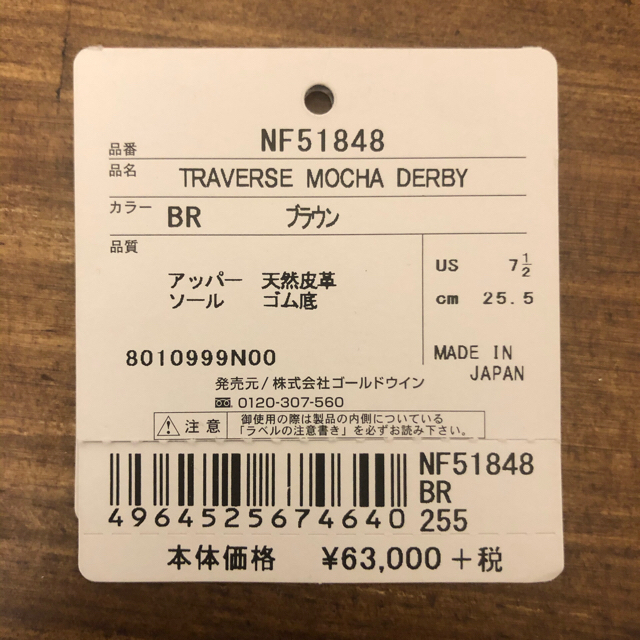 品番 NF51848
品名 TRAVERSE MOCHA DERBY
カラー BR ブラウン
品質
アッパー 天然皮革
ソール ゴム底
US 7 1/2
cm 25.5
8010999N00
MADE IN
JAPAN
発売元/株式会社ゴールドウイン
0120-307-560
注意 御使用の際は製品の内側についている
「ラベルの注意書き」を必ずお読み下さい。
NF51848
BR
4964525674640 255
本体価格 ¥63,000+税